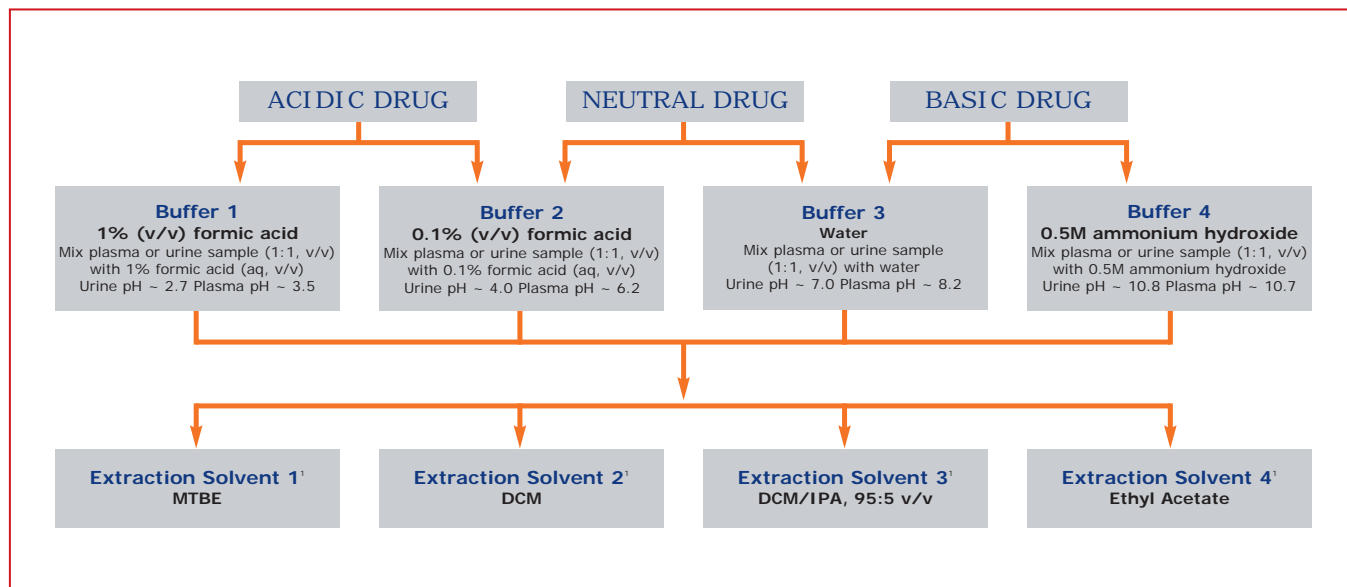 ACIDIC DRUG
NEUTRAL DRUG
BASIC DRUG
Buffer 1
1% (v/v) formic acid
Mix plasma or urine sample (1:1, v/v)
with 1% formic acid (aq, v/v)
Urine pH ~ 2.7 Plasma pH ~ 3.5
Buffer 2
0.1% (v/v) formic acid
Mix plasma or urine sample (1:1, v/v)
with 0.1% formic acid (aq, v/v)
Urine pH ~ 4.0 Plasma pH ~ 6.2
Buffer 3
Water
Mix plasma or urine sample
(1:1, v/v) with water
Urine pH ~ 7.0 Plasma pH ~ 8.2
Buffer 4
0.5M ammonium hydroxide
Mix plasma or urine sample (1:1, v/v)
with 0.5M ammonium hydroxide
Urine pH ~ 10.8 Plasma pH ~ 10.7
Extraction Solvent 1¹
MTBE
Extraction Solvent 2¹
DCM
Extraction Solvent 3¹
DCM/IPA, 95:5 v/v
Extraction Solvent 4¹
Ethyl Acetate